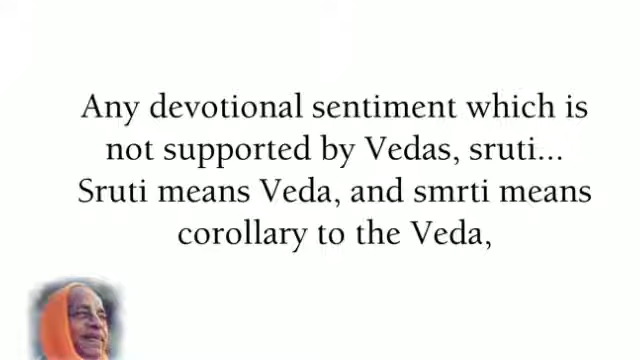 Any devotional sentiment which is
not supported by Vedas, sruti...
Sruti means Veda, and smrti means
corollary to the Veda,